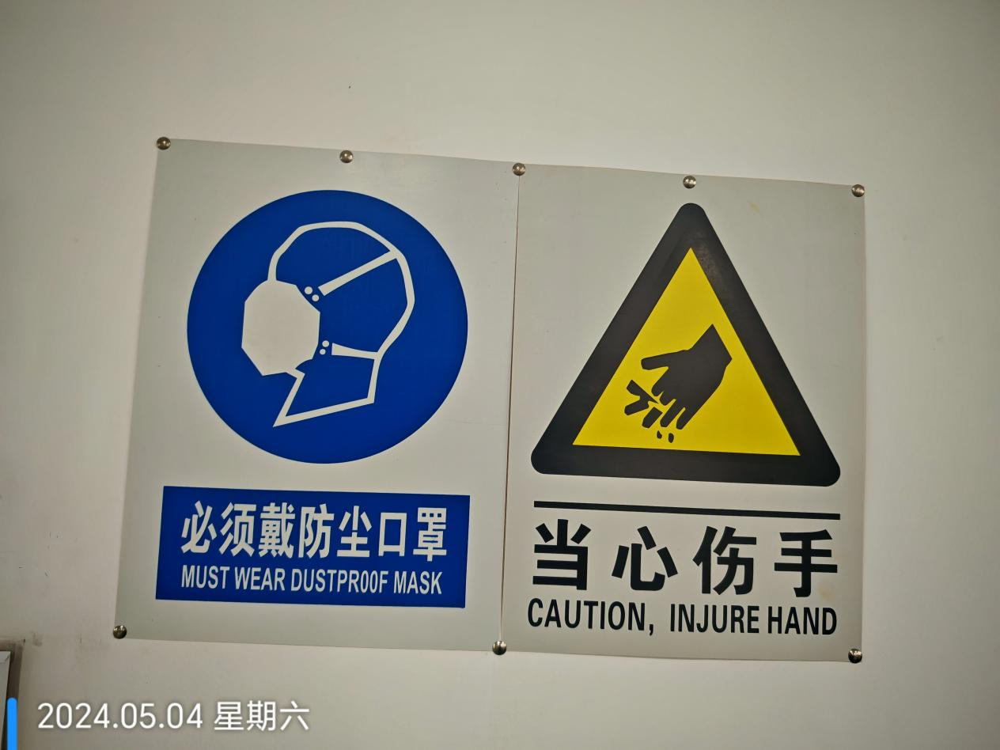 必须戴防尘口罩
MUST WEAR DUSTPROOF MASK
当心伤手
CAUTION, INJURE HAND
2024.05.04 星期六